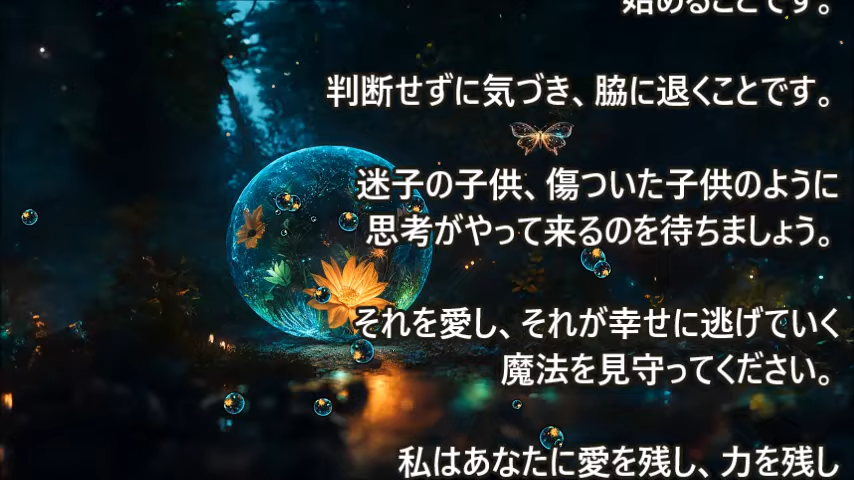 始めることです。
判断せずに気づき、脇に退くことです。
迷子の子供、傷ついた子供のように
思考がやって来るのを待ちましょう。
それを愛し、それが幸せに逃げていく
魔法を見守ってください。
私はあなたに愛を残し、力を残し